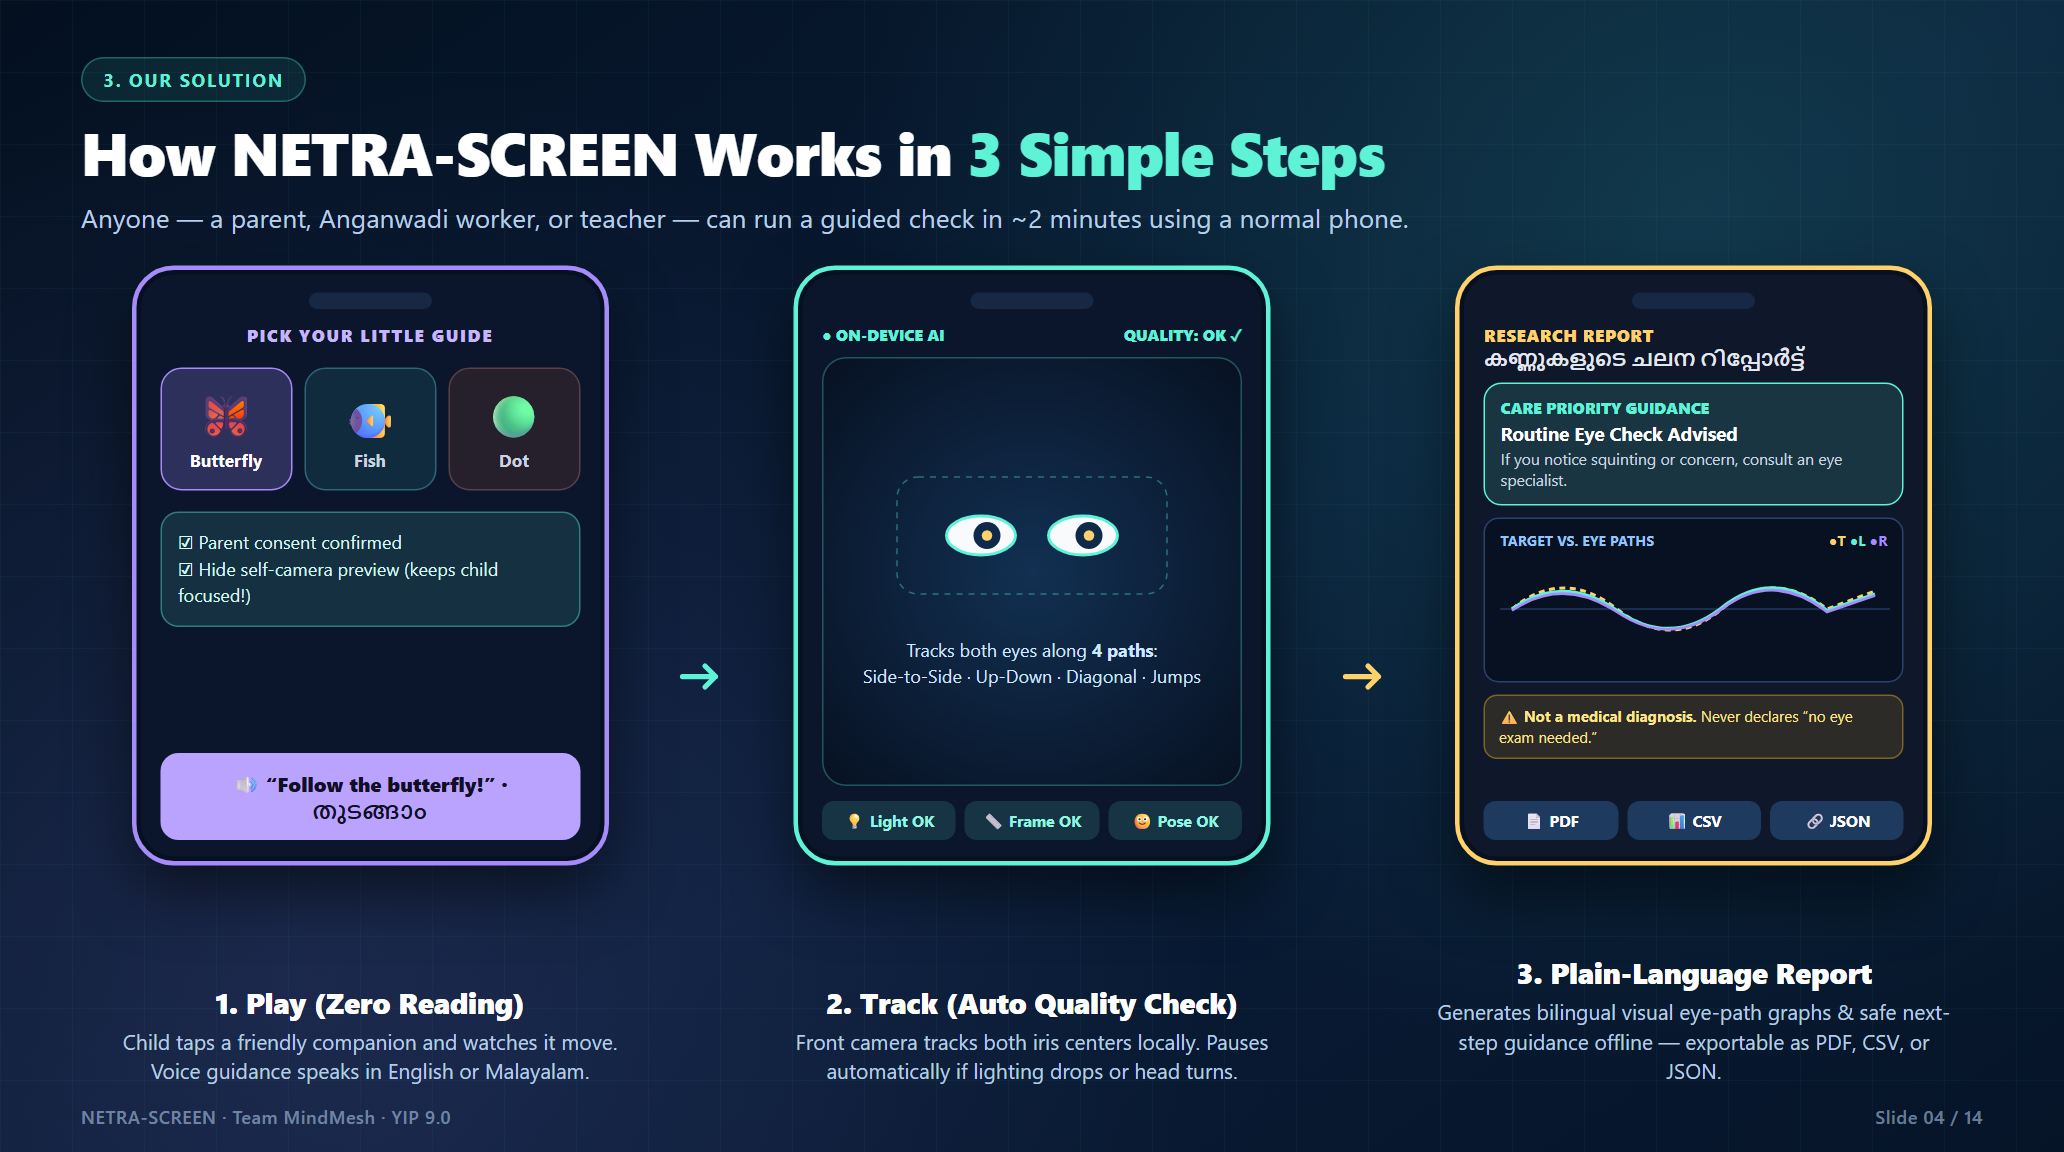 3. OUR SOLUTION
How NETRA-SCREEN Works in 3 Simple Steps
Anyone — a parent, Anganwadi worker, or teacher — can run a guided check in ~2 minutes using a normal phone.
PICK YOUR LITTLE GUIDE
Butterfly
Fish
Dot
☑ Parent consent confirmed
☑ Hide self-camera preview (keeps child
focused!)
“Follow the butterfly!” ·
തുടങ്ങാം
1. Play (Zero Reading)
Child taps a friendly companion and watches it move.
Voice guidance speaks in English or Malayalam.
● ON-DEVICE AI
QUALITY: OK ✓
Tracks both eyes along 4 paths:
Side-to-Side · Up-Down · Diagonal · Jumps
Light OK
Frame OK
Pose OK
2. Track (Auto Quality Check)
Front camera tracks both iris centers locally. Pauses
automatically if lighting drops or head turns.
RESEARCH REPORT
കണ്ണുകളുടെ ചലന റിപ്പോർട്ട്
CARE PRIORITY GUIDANCE
Routine Eye Check Advised
If you notice squinting or concern, consult an eye
specialist.
TARGET VS. EYE PATHS
●T ●L ●R
⚠ Not a medical diagnosis. Never declares “no eye
exam needed.”
PDF
CSV
JSON
3. Plain-Language Report
Generates bilingual visual eye-path graphs & safe next-
step guidance offline — exportable as PDF, CSV, or
JSON.
NETRA-SCREEN · Team MindMesh · YIP 9.0
Slide 04 / 14